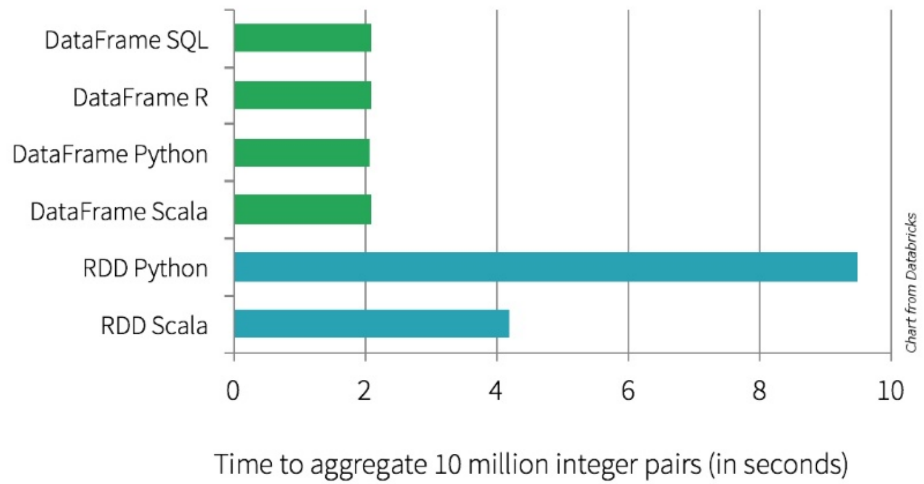 DataFrame SQL
DataFrame R
DataFrame Python
DataFrame Scala
RDD Python
RDD Scala
0 2 4 6 8 10
Time to aggregate 10 million integer pairs (in seconds)
Chart from Databricks